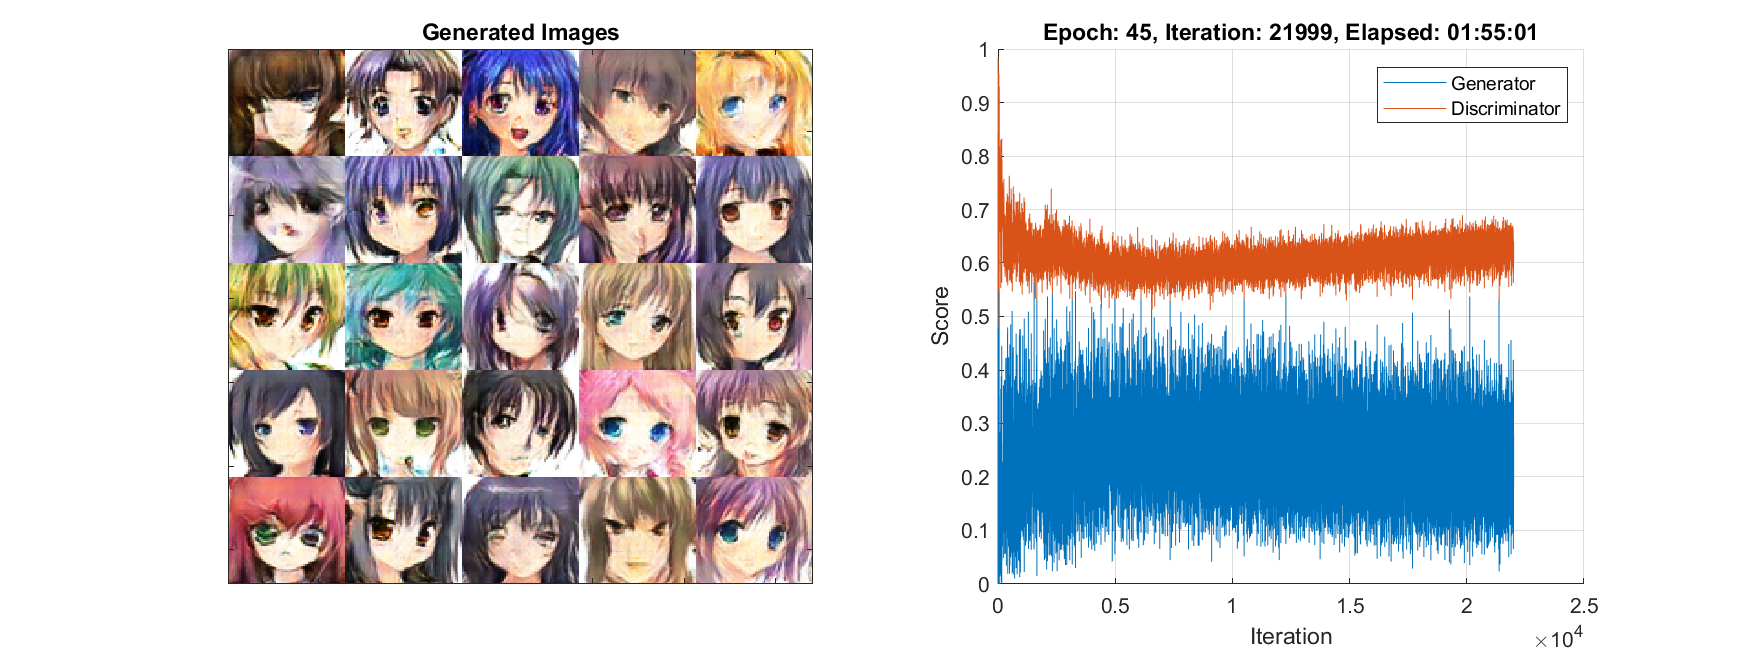 Generated Images
Epoch: 45, Iteration: 21999, Elapsed: 01:55:01
Generator
Discriminator
1
0.9
0.8
0.7
0.6
0.5
0.4
0.3
0.2
0.1
0
Score
0 0.5 1 1.5 2 2.5
Iteration
×10⁴